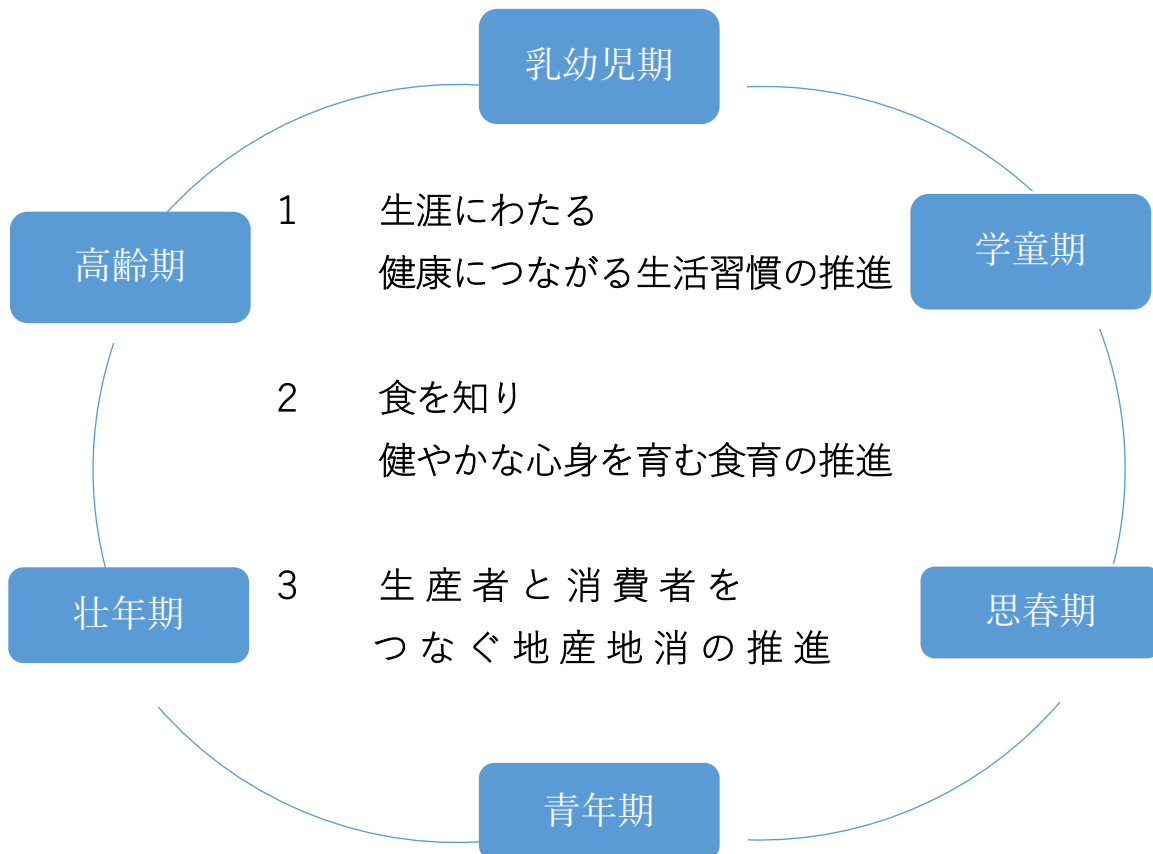 乳幼児期
学童期
高齢期
1 生涯にわたる
健康につながる生活習慣の推進
2 食を知り
健やかな心身を育む食育の推進
3 生産者と消費者を
つなぐ地産地消の推進
壮年期
思春期
青年期